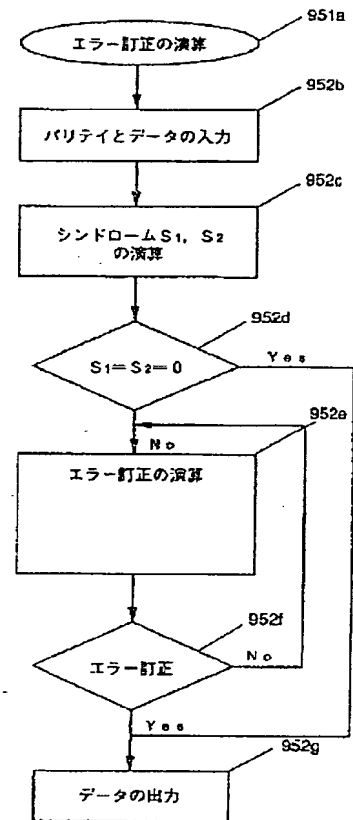 951a
エラー訂正の演算
952b
パリテイとデータの入力
952c
シンドロームS1, S2
の演算
952d
S1=S2=0
Yes
952e
No
エラー訂正の演算
952f
エラー訂正
No
Yes
952g
データの出力